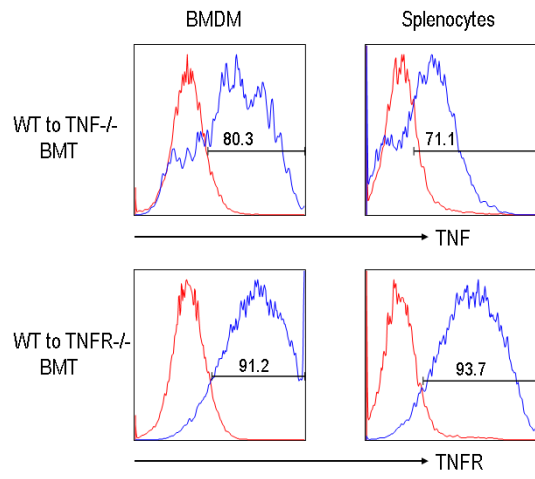 BMDM Splenocytes
WT to TNF-/-
BMT
80.3 71.1
TNF
WT to TNFR-/-
BMT
91.2 93.7
TNFR